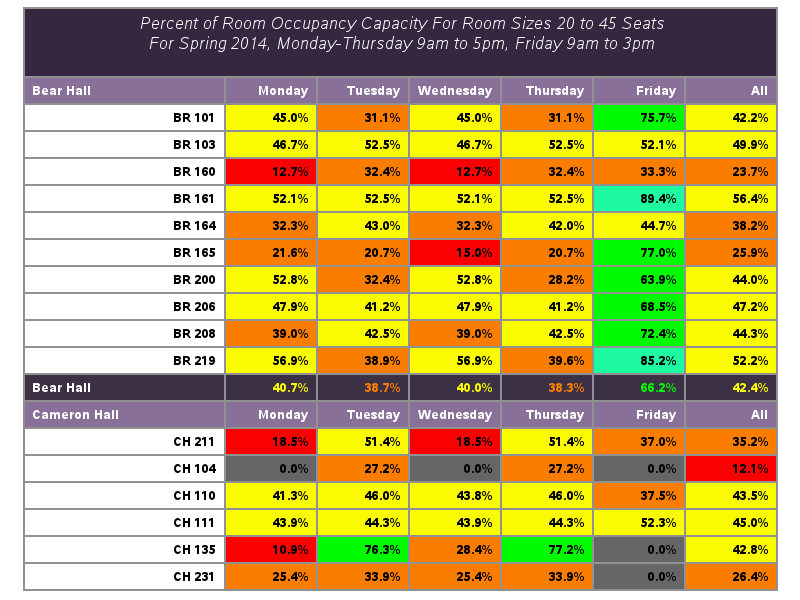 Percent of Room Occupancy Capacity For Room Sizes 20 to 45 Seats
For Spring 2014, Monday-Thursday 9am to 5pm, Friday 9am to 3pm
Bear Hall Monday Tuesday Wednesday Thursday Friday All
BR 101 45.0% 31.1% 45.0% 31.1% 75.7% 42.2%
BR 103 46.7% 52.5% 46.7% 52.5% 52.1% 49.9%
BR 160 12.7% 32.4% 12.7% 32.4% 33.3% 23.7%
BR 161 52.1% 52.5% 52.1% 52.5% 89.4% 56.4%
BR 164 32.3% 43.0% 32.3% 42.0% 44.7% 38.2%
BR 165 21.6% 20.7% 15.0% 20.7% 77.0% 25.9%
BR 200 52.8% 32.4% 52.8% 28.2% 63.9% 44.0%
BR 206 47.9% 41.2% 47.9% 41.2% 68.5% 47.2%
BR 208 39.0% 42.5% 39.0% 42.5% 72.4% 44.3%
BR 219 56.9% 38.9% 56.9% 39.6% 85.2% 52.2%
Bear Hall 40.7% 38.7% 40.0% 38.3% 66.2% 42.4%
Cameron Hall Monday Tuesday Wednesday Thursday Friday All
CH 211 18.5% 51.4% 18.5% 51.4% 37.0% 35.2%
CH 104 0.0% 27.2% 0.0% 27.2% 0.0% 12.1%
CH 110 41.3% 46.0% 43.8% 46.0% 37.5% 43.5%
CH 111 43.9% 44.3% 43.9% 44.3% 52.3% 45.0%
CH 135 10.9% 76.3% 28.4% 77.2% 0.0% 42.8%
CH 231 25.4% 33.9% 25.4% 33.9% 0.0% 26.4%